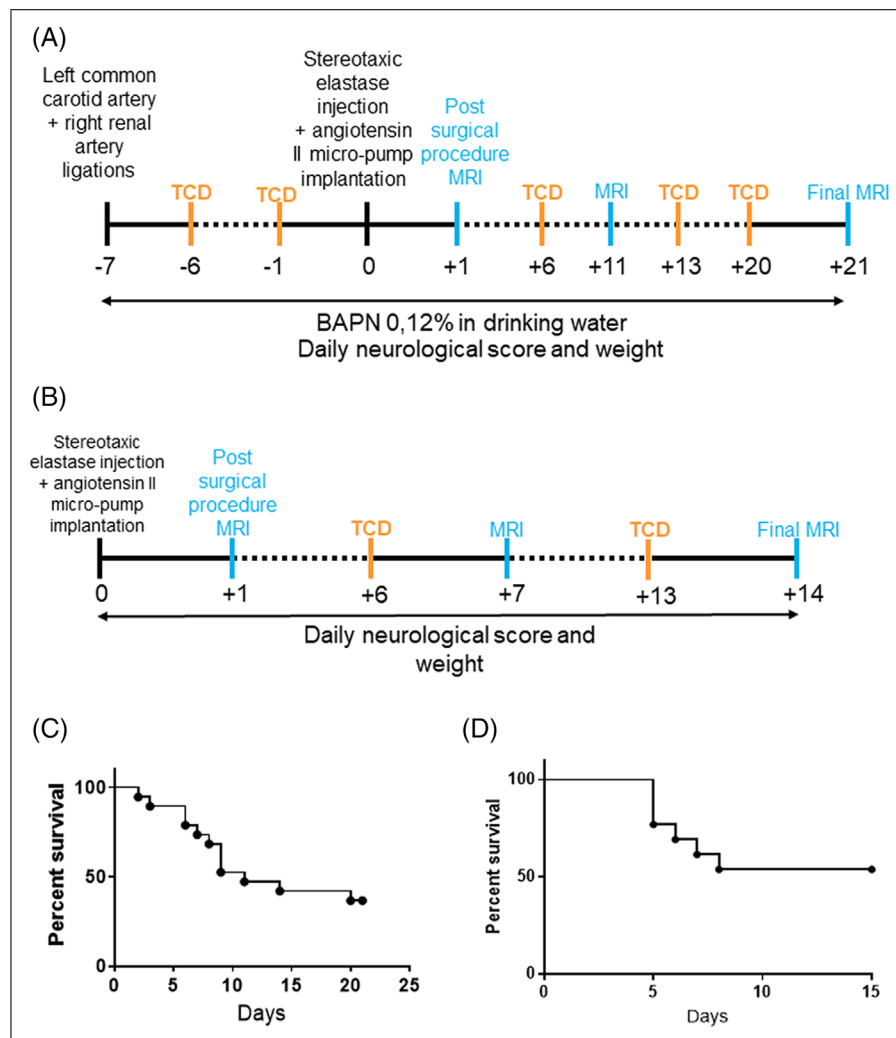 (A)
Left common
carotid artery
+ right renal
artery
ligations
Stereotaxic
elastase
injection
+ angiotensin
II micro-pump
implantation
Post
surgical
procedure
MRI
TCD
TCD
TCD
MRI
TCD
TCD
Final MRI
-7
-6
-1
0
+1
+6
+11
+13
+20
+21
BAPN 0,12% in drinking water
Daily neurological score and weight
(B)
Stereotaxic
elastase injection
+ angiotensin II
micro-pump
implantation
Post
surgical
procedure
MRI
TCD
MRI
TCD
Final MRI
0
+1
+6
+7
+13
+14
Daily neurological score and
weight
(C)
Percent survival
100
50
0
0 5 10 15 20 25
Days
(D)
Percent survival
100
50
0
0 5 10 15
Days